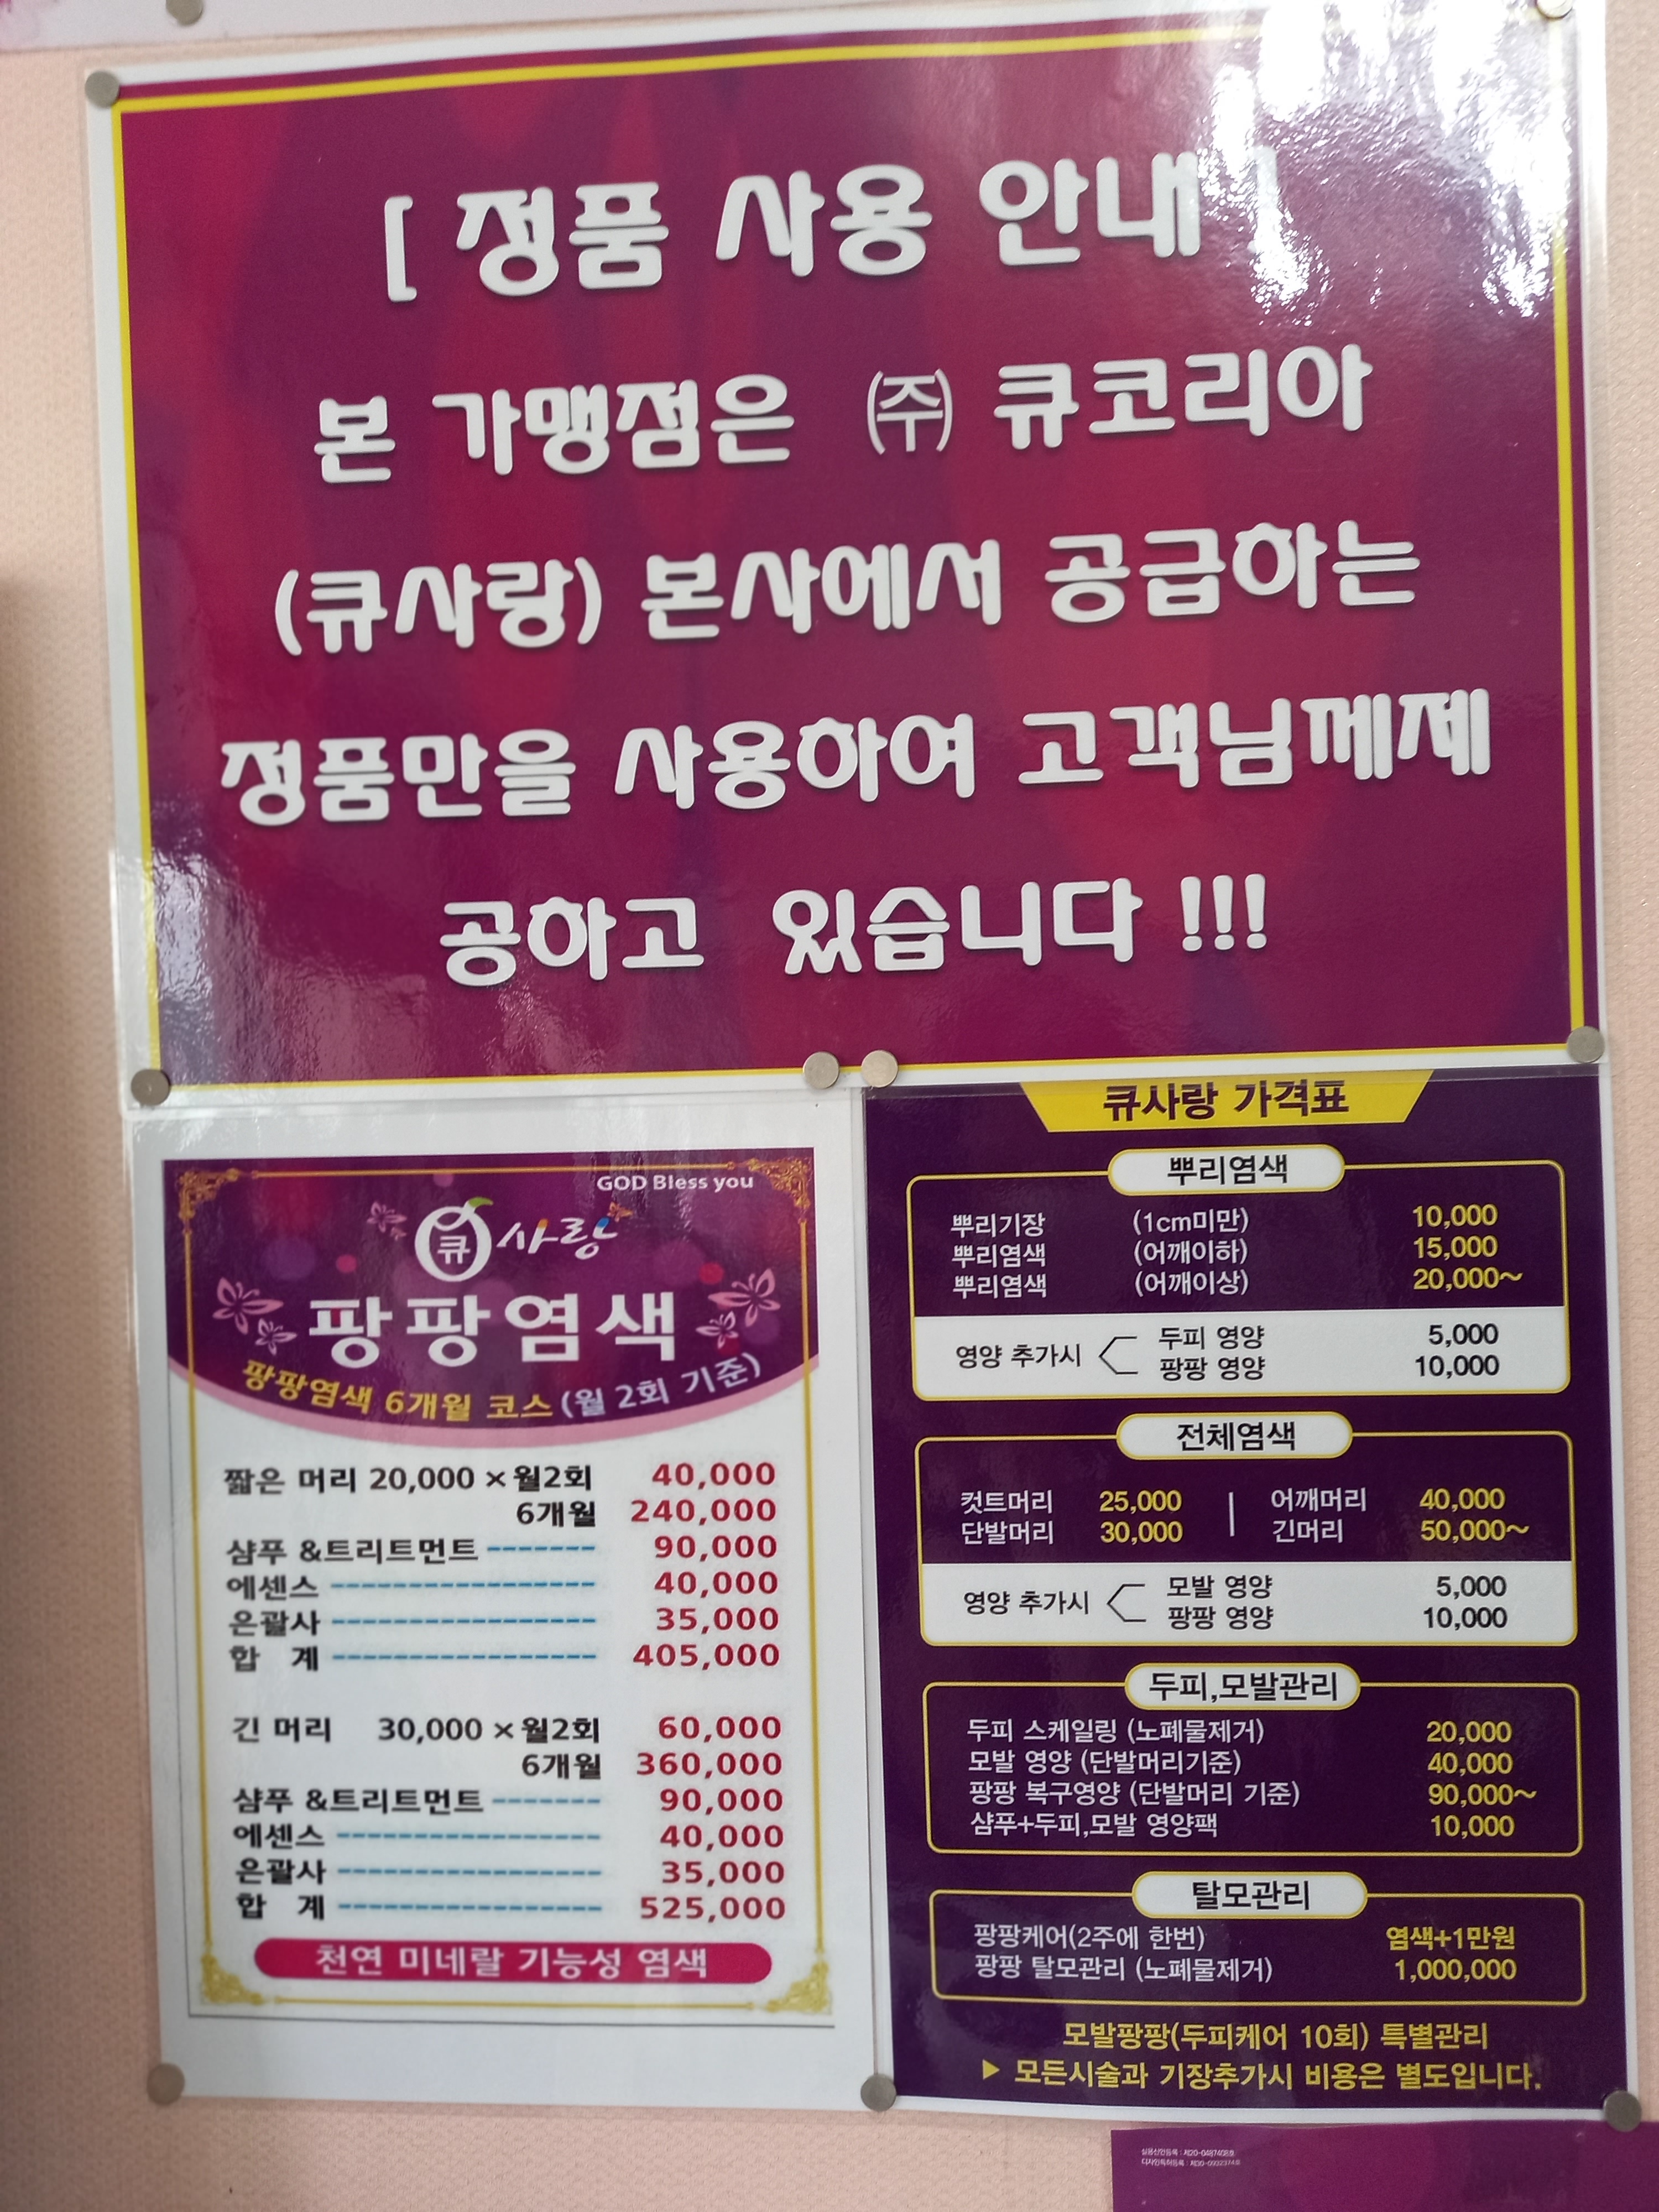 [ 정품 사용 안내 ]
본 가맹점은 ㈜ 큐코리아
(큐사랑) 본사에서 공급하는
정품만을 사용하여 고객님께제
공하고 있습니다 !!!
GOD Bless you
큐사랑
팡팡염색
팡팡염색 6개월 코스 (월 2회 기준)
짧은 머리 20,000 × 월2회 40,000
6개월 240,000
샴푸 &트리트먼트 ------- 90,000
에센스 ---------------- 40,000
은괄사 ---------------- 35,000
합 계 ---------------- 405,000
긴 머리 30,000 × 월2회 60,000
6개월 360,000
샴푸 &트리트먼트 ------- 90,000
에센스 ---------------- 40,000
은괄사 ---------------- 35,000
합 계 ---------------- 525,000
천연 미네랄 기능성 염색
큐사랑 가격표
뿌리염색
뿌리기장 (1cm미만) 10,000
뿌리염색 (어깨이하) 15,000
뿌리염색 (어깨이상) 20,000~
영양 추가시
두피 영양 5,000
팡팡 영양 10,000
전체염색
컷트머리 25,000 | 어깨머리 40,000
단발머리 30,000 | 긴머리 50,000~
영양 추가시
모발 영양 5,000
팡팡 영양 10,000
두피,모발관리
두피 스케일링 (노폐물제거) 20,000
모발 영양 (단발머리기준) 40,000
팡팡 복구영양 (단발머리 기준) 90,000~
샴푸+두피,모발 영양팩 10,000
탈모관리
팡팡케어(2주에 한번) 염색+1만원
팡팡 탈모관리 (노폐물제거) 1,000,000
모발팡팡(두피케어 10회) 특별관리
▶ 모든시술과 기장추가시 비용은 별도입니다.